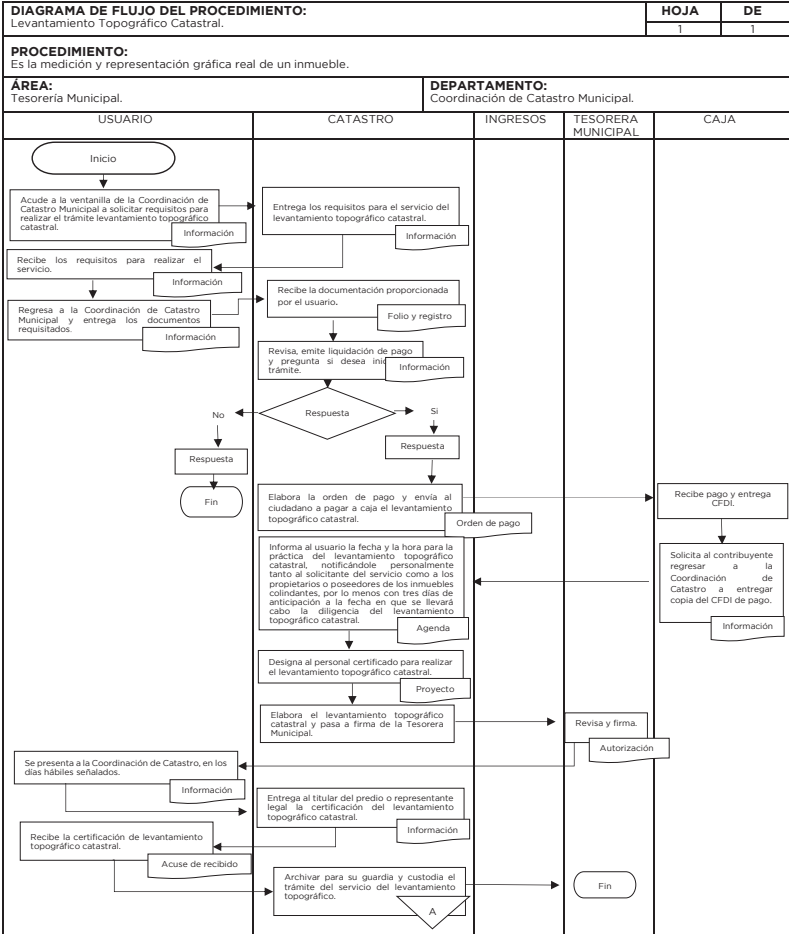 DIAGRAMA DE FLUJO DEL PROCEDIMIENTO:
Levantamiento Topográfico Catastral.
HOJA
DE
1
1
PROCEDIMIENTO:
Es la medición y representación gráfica real de un inmueble.
ÁREA:
Tesorería Municipal.
DEPARTAMENTO:
Coordinación de Catastro Municipal.
USUARIO
CATASTRO
INGRESOS
TESORERA
MUNICIPAL
CAJA
Inicio
Acude a la ventanilla de la Coordinación de
Catastro Municipal a solicitar requisitos para
realizar el trámite levantamiento topográfico
catastral.
Información
Entrega los requisitos para el servicio del
levantamiento topográfico catastral.
Información
Recibe los requisitos para realizar el
servicio.
Información
Regresa a la Coordinación de Catastro
Municipal y entrega los documentos
requisitados.
Información
Recibe la documentación proporcionada
por el usuario.
Folio y registro
Revisa, emite liquidación de pago
y pregunta si desea
trámite.
Información
Respuesta
No
Si
Respuesta
Respuesta
Fin
Elabora la orden de pago y envía al
ciudadano a pagar a caja el levantamiento
topográfico catastral.
Orden de pago
Recibe pago y entrega
CFDI.
Solicita al contribuyente
regresar a la
Coordinación de
Catastro a entregar
copia del CFDI de pago.
Información
Informa al usuario la fecha y la hora para la
práctica del levantamiento topográfico
catastral, notificándole personalmente
tanto al solicitante del servicio como a los
propietarios o poseedores de los inmuebles
colindantes, por lo menos con tres días de
anticipación a la fecha en que se llevará
cabo la diligencia del levantamiento
topográfico catastral.
Agenda
Designa al personal certificado para realizar
el levantamiento topográfico catastral.
Proyecto
Elabora el levantamiento topográfico
catastral y pasa a firma de la Tesorera
Municipal.
Revisa y firma.
Autorización
Se presenta a la Coordinación de Catastro, en los
días hábiles señalados.
Información
Entrega al titular del predio o representante
legal la certificación del levantamiento
topográfico catastral.
Información
Recibe la certificación de levantamiento
topográfico catastral.
Acuse de recibido
Archivar para su guardia y custodia el
trámite del servicio del levantamiento
topográfico.
A
Fin